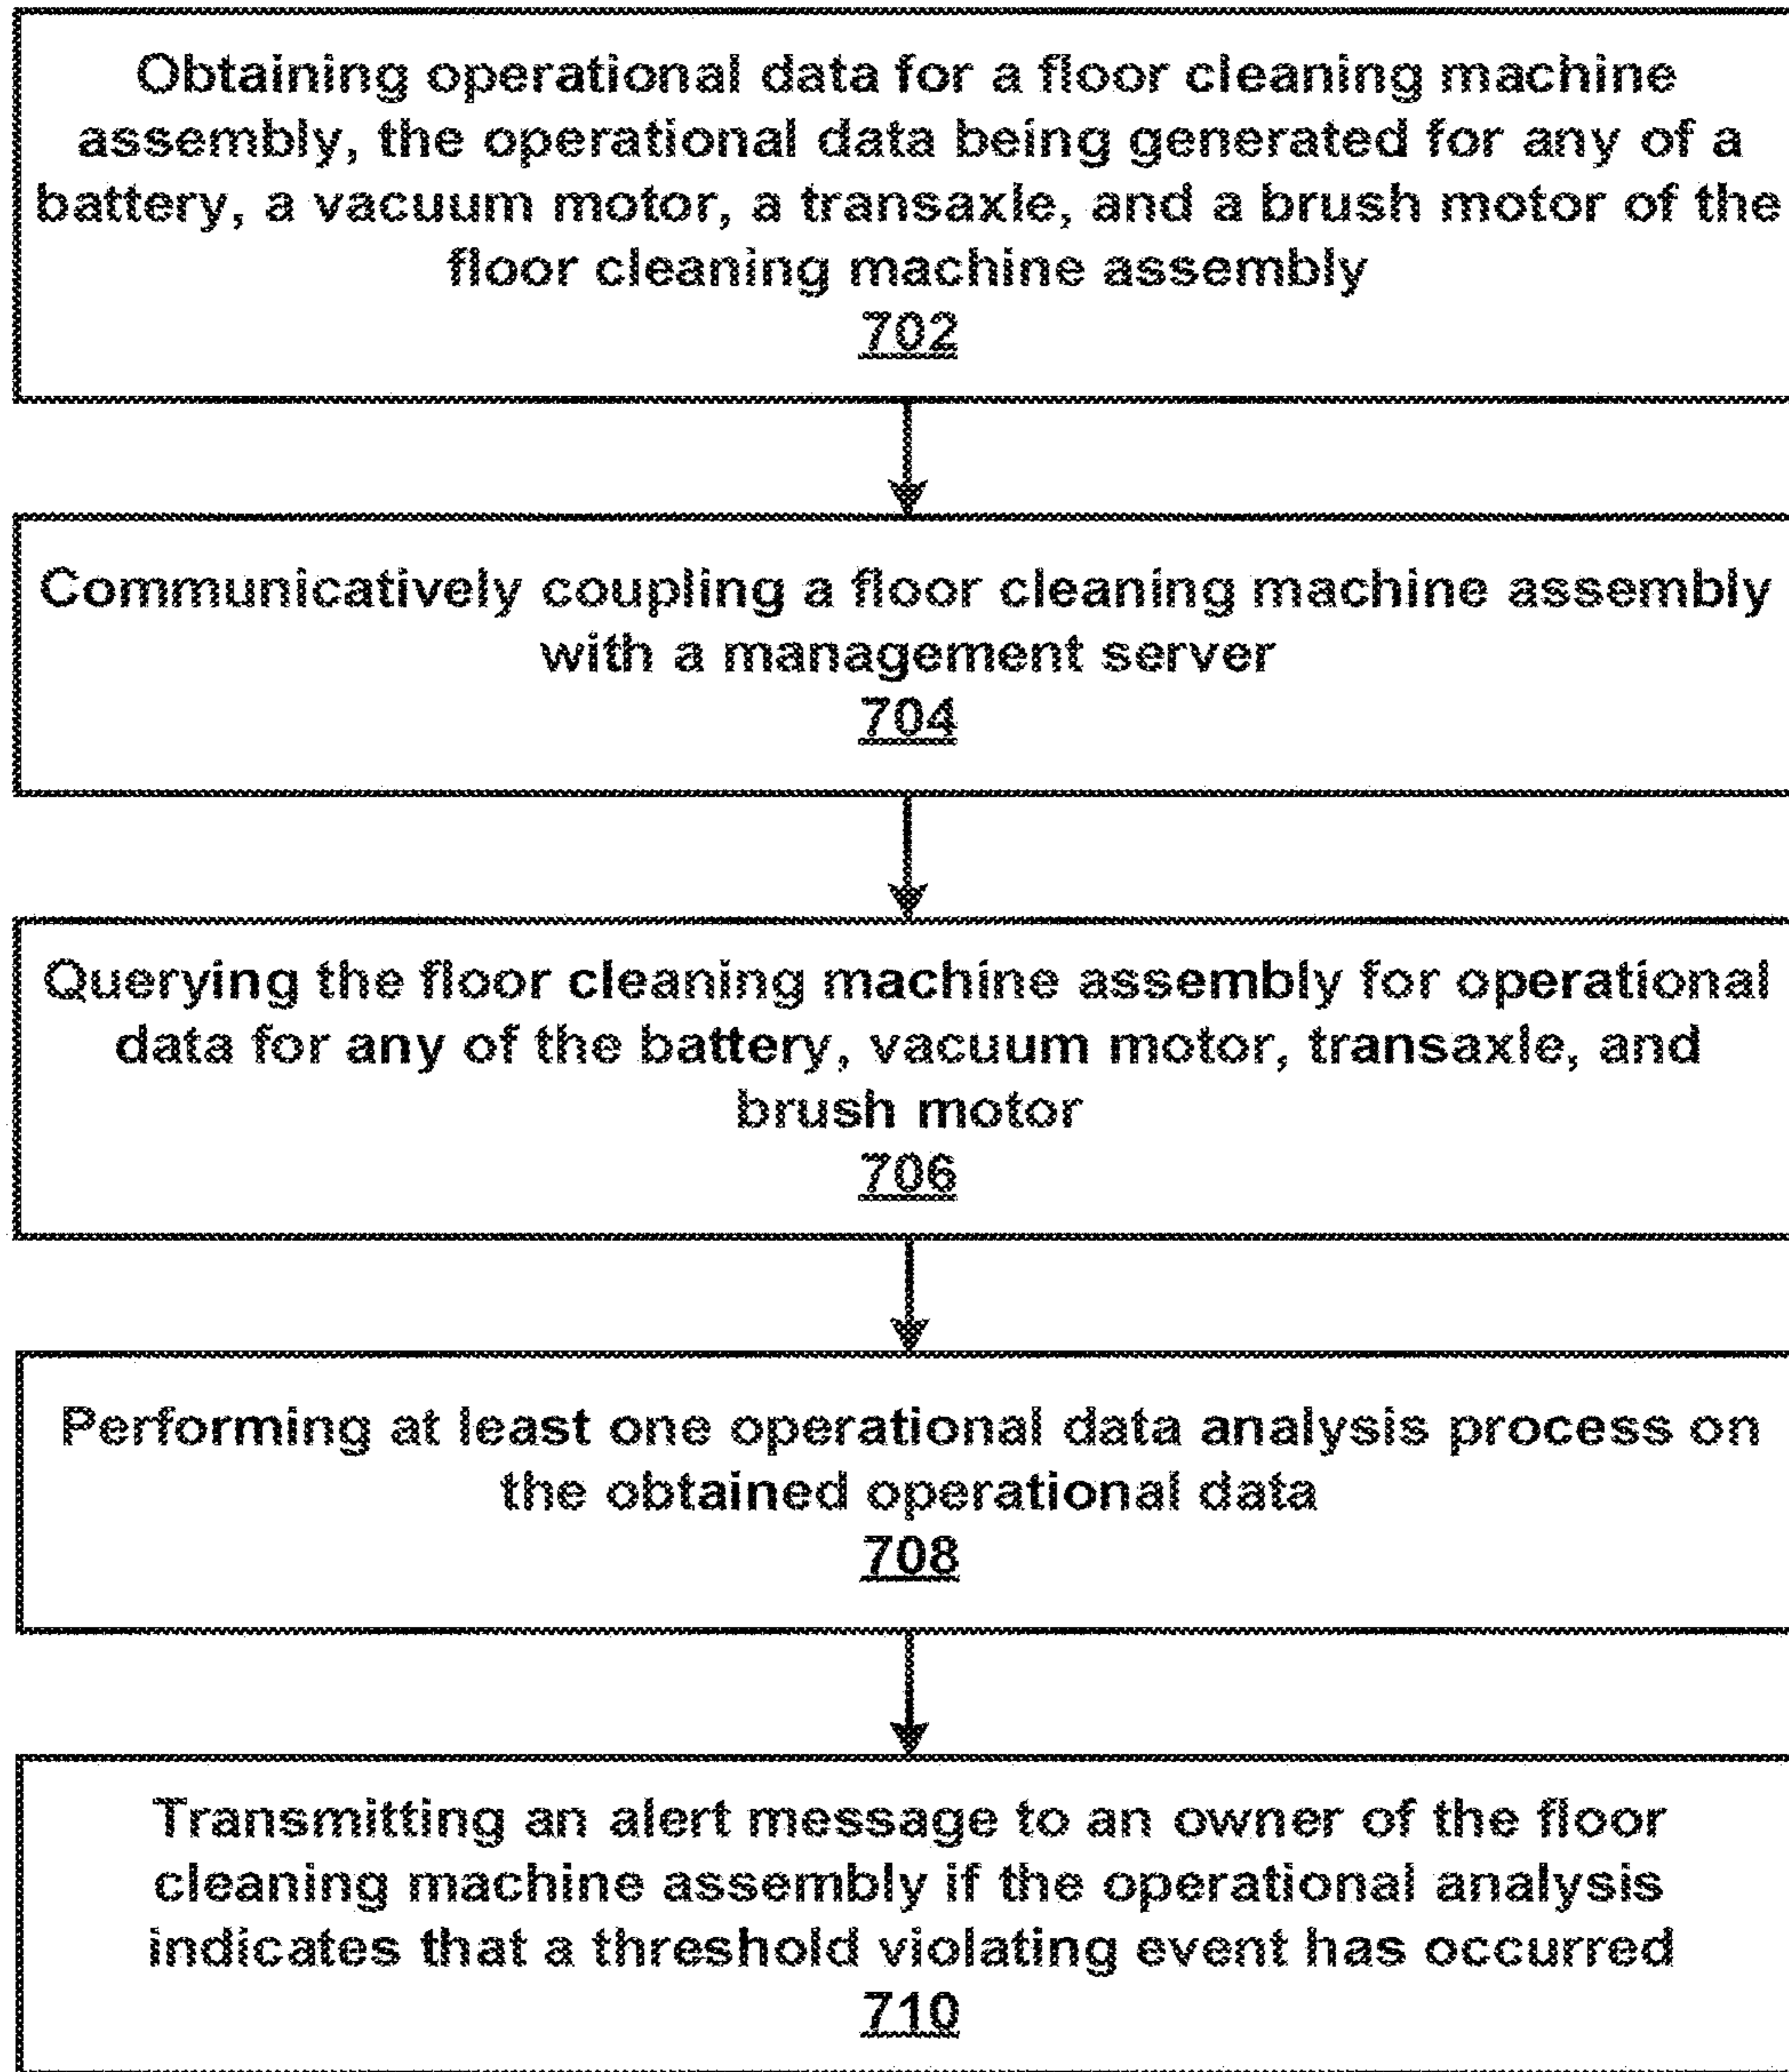 Obtaining operational data for a floor cleaning machine
assembly, the operational data being generated for any of a
battery, a vacuum motor, a transaxle, and a brush motor of the
floor cleaning machine assembly
702
Communicatively coupling a floor cleaning machine assembly
with a management server
704
Querying the floor cleaning machine assembly for operational
data for any of the battery, vacuum motor, transaxle, and
brush motor
706
Performing at least one operational data analysis process on
the obtained operational data
708
Transmitting an alert message to an owner of the floor
cleaning machine assembly if the operational analysis
indicates that a threshold violating event has occurred
710